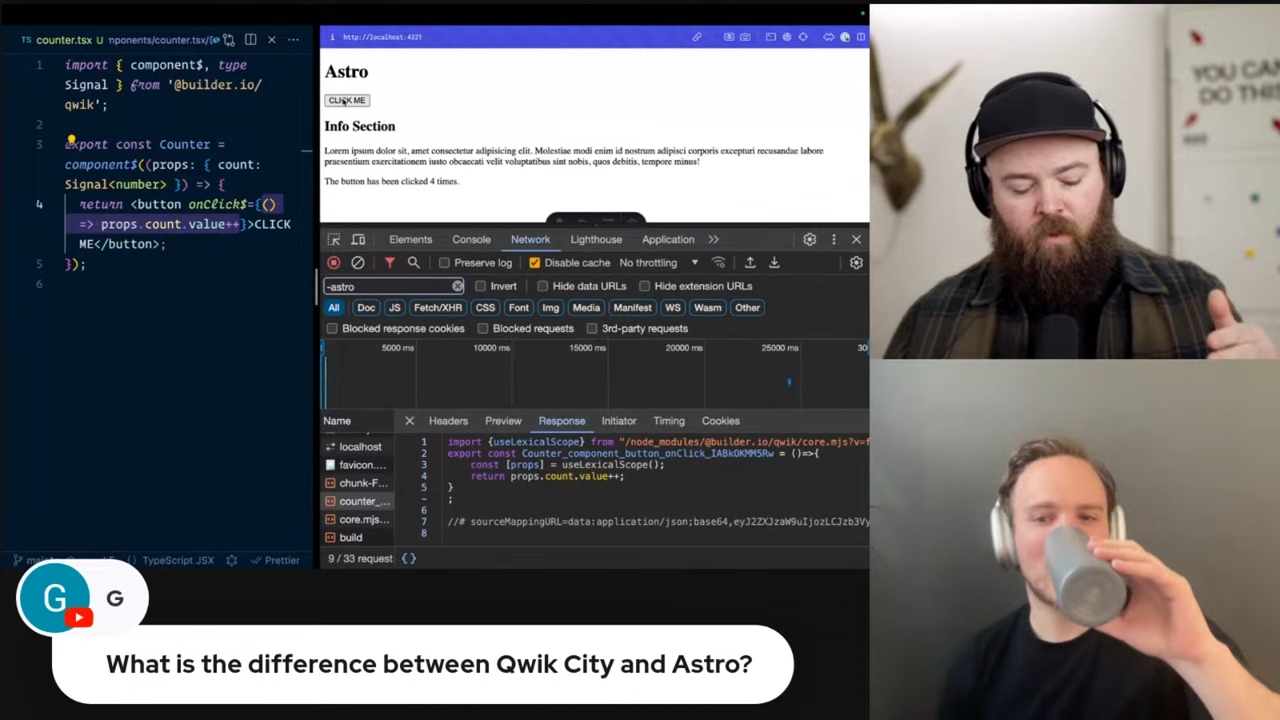 counter.tsx U
import { component$, type
Signal } from '@builder.io/
qwik';
export const Counter =
component$((props: { count:
Signal<number> }) => {
return <button onClick$={()
=> props.count.value++}>CLICK
ME</button>;
});
1
2
3
4
5
6
TypeScript JSX
Prettier
http://localhost:4321
Astro
CLICK ME
Info Section
Lorem ipsum dolor sit, amet consectetur adipisicing elit. Molestiae modi enim id nostrum adipisci corporis excepturi recusandae labore
praesentium exercitationem iusto obcaecati velit voluptatibus sint nobis, quos debitis, tempore minus!
The button has been clicked 4 times.
Elements Console Network Lighthouse Application
Preserve log Disable cache No throttling
-astro Invert Hide data URLs Hide extension URLs
All Doc JS Fetch/XHR CSS Font Img Media Manifest WS Wasm Other
Blocked response cookies Blocked requests 3rd-party requests
5000 ms 10000 ms 15000 ms 20000 ms 25000 ms
Name Headers Preview Response Initiator Timing Cookies
localhost
favicon....
chunk-F...
counter_...
core.mjs...
build
9 / 33 request
1 import {useLexicalScope} from "/node_modules/@builder.io/qwik/core.mjs?v=f
2 export const Counter_component_button_onClick_IABkOKMM5Rw = ()=>{
3 const [props] = useLexicalScope();
4 return props.count.value++;
5 }
- ;
6
7 //# sourceMappingURL=data:application/json;base64,eyJ2ZXJzaW9uIjozLCJzb3Vy
8
YOU CAN
DO THIS
G G
What is the difference between Qwik City and Astro?